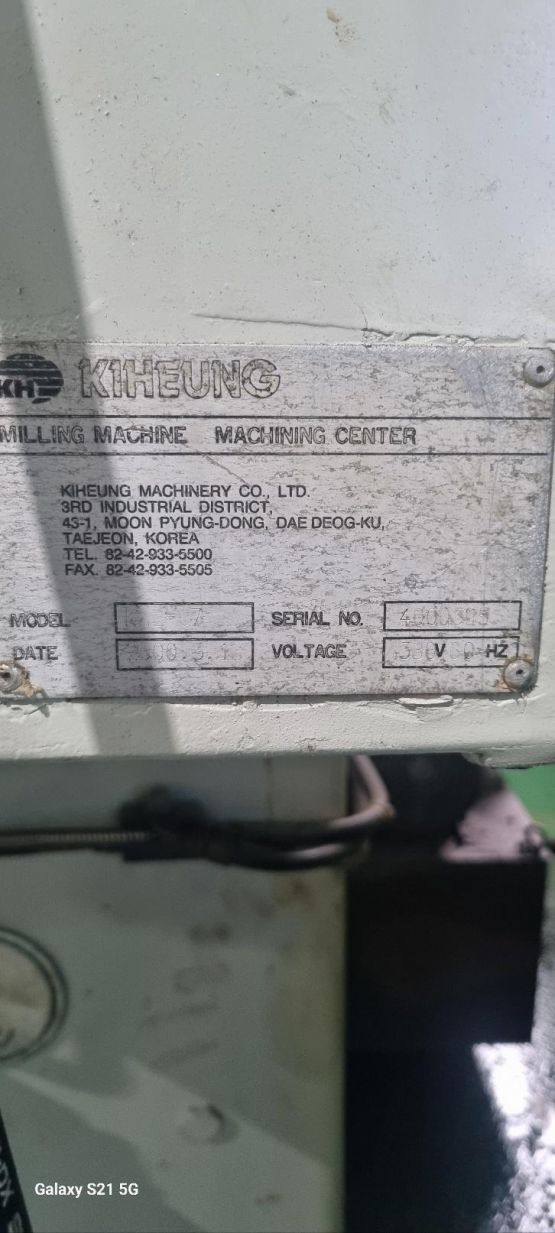 KH
KIHEUNG
MILLING MACHINE MACHINING CENTER
KIHEUNG MACHINERY CO., LTD.
3RD INDUSTRIAL DISTRICT,
43-1, MOON PYUNG-DONG, DAE DEOG-KU,
TAEJEON, KOREA
TEL. 82-42-933-5500
FAX. 82-42-933-5505
MODEL SERIAL NO.
DATE VOLTAGE V HZ
Galaxy S21 5G